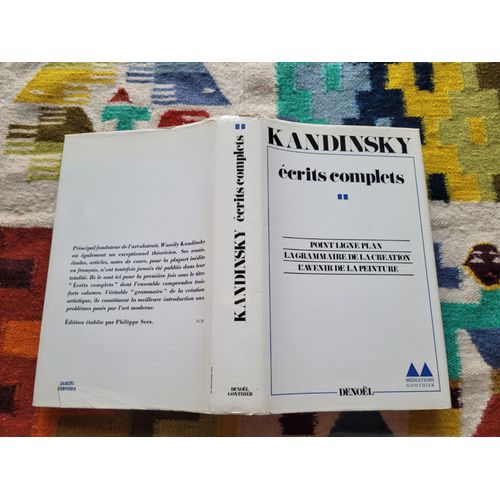 Principal fondateur de l'art abstrait, Wassily Kandinsky
est également un exceptionnel théoricien. Ses essais,
études, articles, notes de cours, pour la plupart inédits
en français, n'ont toutefois jamais été publiés dans leur
totalité. Ils le sont ici pour la première fois sous le titre
"Écrits complets" dont l'ensemble comprendra trois
forts volumes. Véritable "grammaire" de la création
artistique, ils constituent la meilleure introduction aux
problèmes posés par l'art moderne.
Édition établie par Philippe Sers.
DENOËL
GONTHIER
KANDINSKY écrits complets
DENOËL
GONTHIER
KANDINSKY
écrits complets
POINT LIGNE PLAN
LA GRAMMAIRE DE LA CRÉATION
L'AVENIR DE LA PEINTURE
MEDIATIONS
GONTHIER
DENOËL